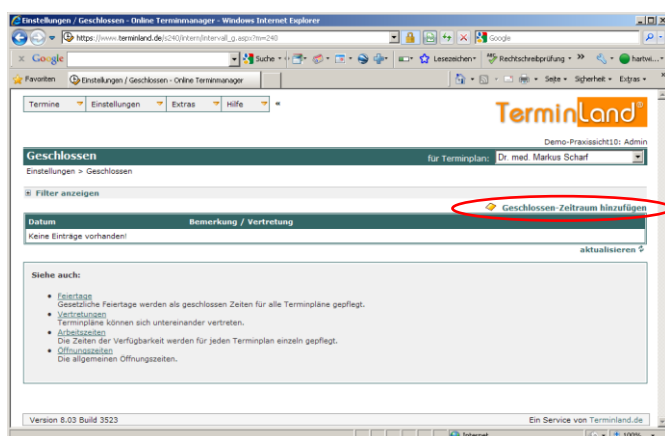 Einstellungen / Geschlossen - Online Terminmanager - Windows Internet Explorer
https://www.terminland.de/s240/intern/intervall_g.aspx?m=248
Google
Google
Suche
Lesezeichen
Rechtschreibprüfung
hartwi...
Favoriten
Einstellungen / Geschlossen - Online Terminmanager
Seite
Sicherheit
Extras
Termine
Einstellungen
Extras
Hilfe
Terminland®
Demo-Praxissicht10: Admin
Geschlossen
für Terminplan:
Dr. med. Markus Scharf
Einstellungen > Geschlossen
Filter anzeigen
Geschlossen-Zeitraum hinzufügen
Datum
Bemerkung / Vertretung
Keine Einträge vorhanden!
aktualisieren
Siehe auch:
Feiertage
Gesetzliche Feiertage werden als geschlossen Zeiten für alle Terminpläne gepflegt.
Vertretungen
Terminpläne können sich untereinander vertreten.
Arbeitszeiten
Die Zeiten der Verfügbarkeit werden für jeden Terminplan einzeln gepflegt.
Öffnungszeiten
Die allgemeinen Öffnungszeiten.
Version 8.03 Build 3523
Ein Service von Terminland.de
Internet
100%